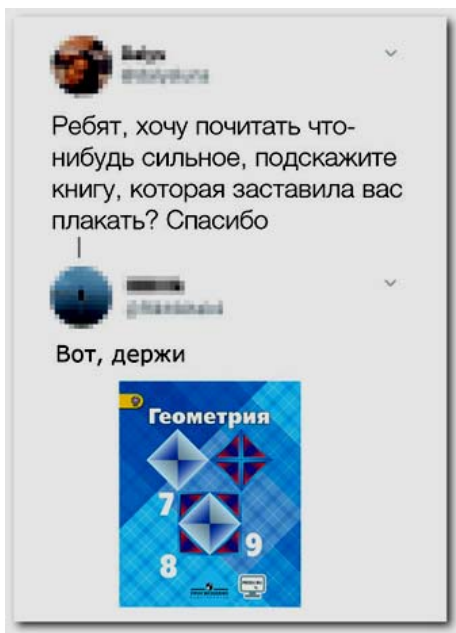 Ребят, хочу почитать что-
нибудь сильное, подскажите
книгу, которая заставила вас
плакать? Спасибо
Вот, держи
Геометрия
7
8
9